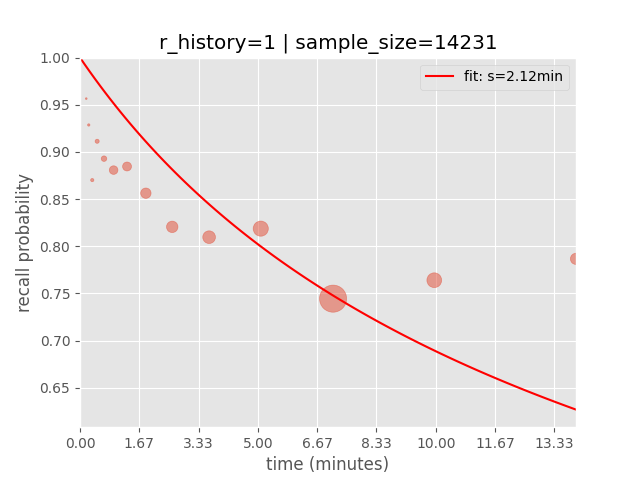 r_history=1 | sample_size=14231
fit: s=2.12min
recall probability
1.00
0.95
0.90
0.85
0.80
0.75
0.70
0.65
0.00 1.67 3.33 5.00 6.67 8.33 10.00 11.67 13.33
time (minutes)